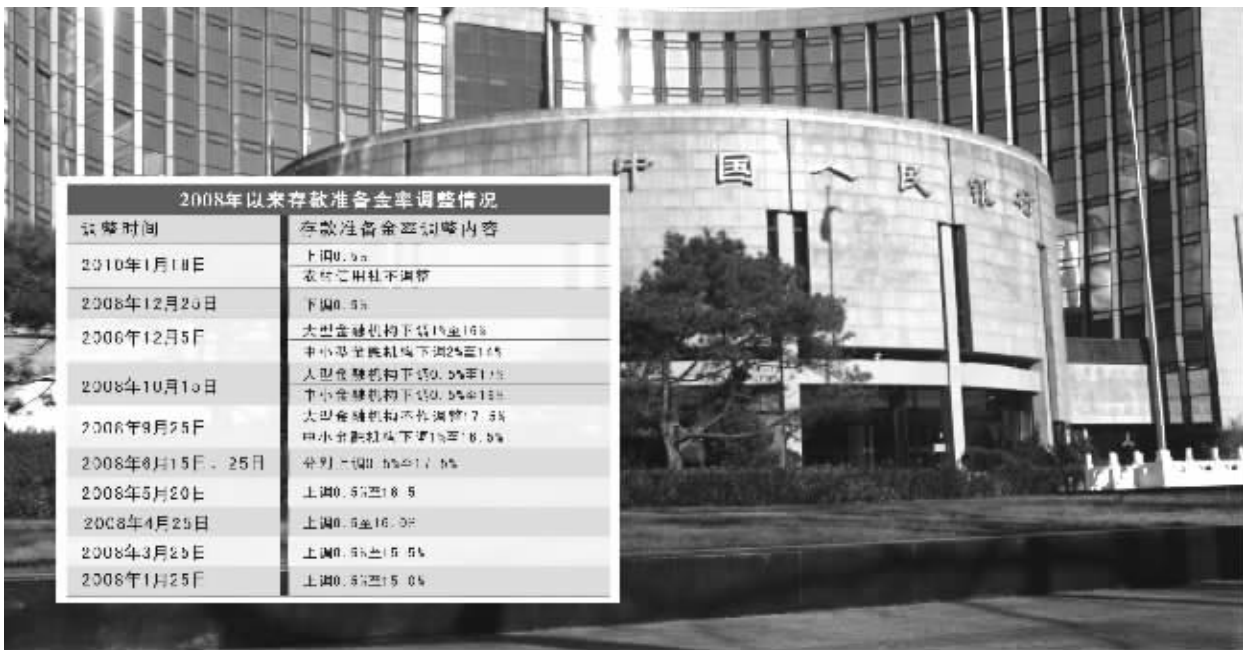 中国人民银行
2008年以来存款准备金率调整情况
调整时间 存款准备金率调整内容
2010年1月18日 上调0.5%
农村信用社不调整
2008年12月25日 下调0.5%
2008年12月5日 大型金融机构下调1%至16%
中小型金融机构下调2%至14%
2008年10月15日 大型金融机构下调0.5%至17%
中小金融机构下调0.5%至16%
2008年9月25日 大型金融机构不作调整17.5%
中小金融机构下调1%至16.5%
2008年6月15日、25日 分别上调0.5%至17.5%
2008年5月20日 上调0.5%至16.5
2008年4月25日 上调0.5至16.0%
2008年3月25日 上调0.5%至15.5%
2008年1月25日 上调0.5%至15.0%